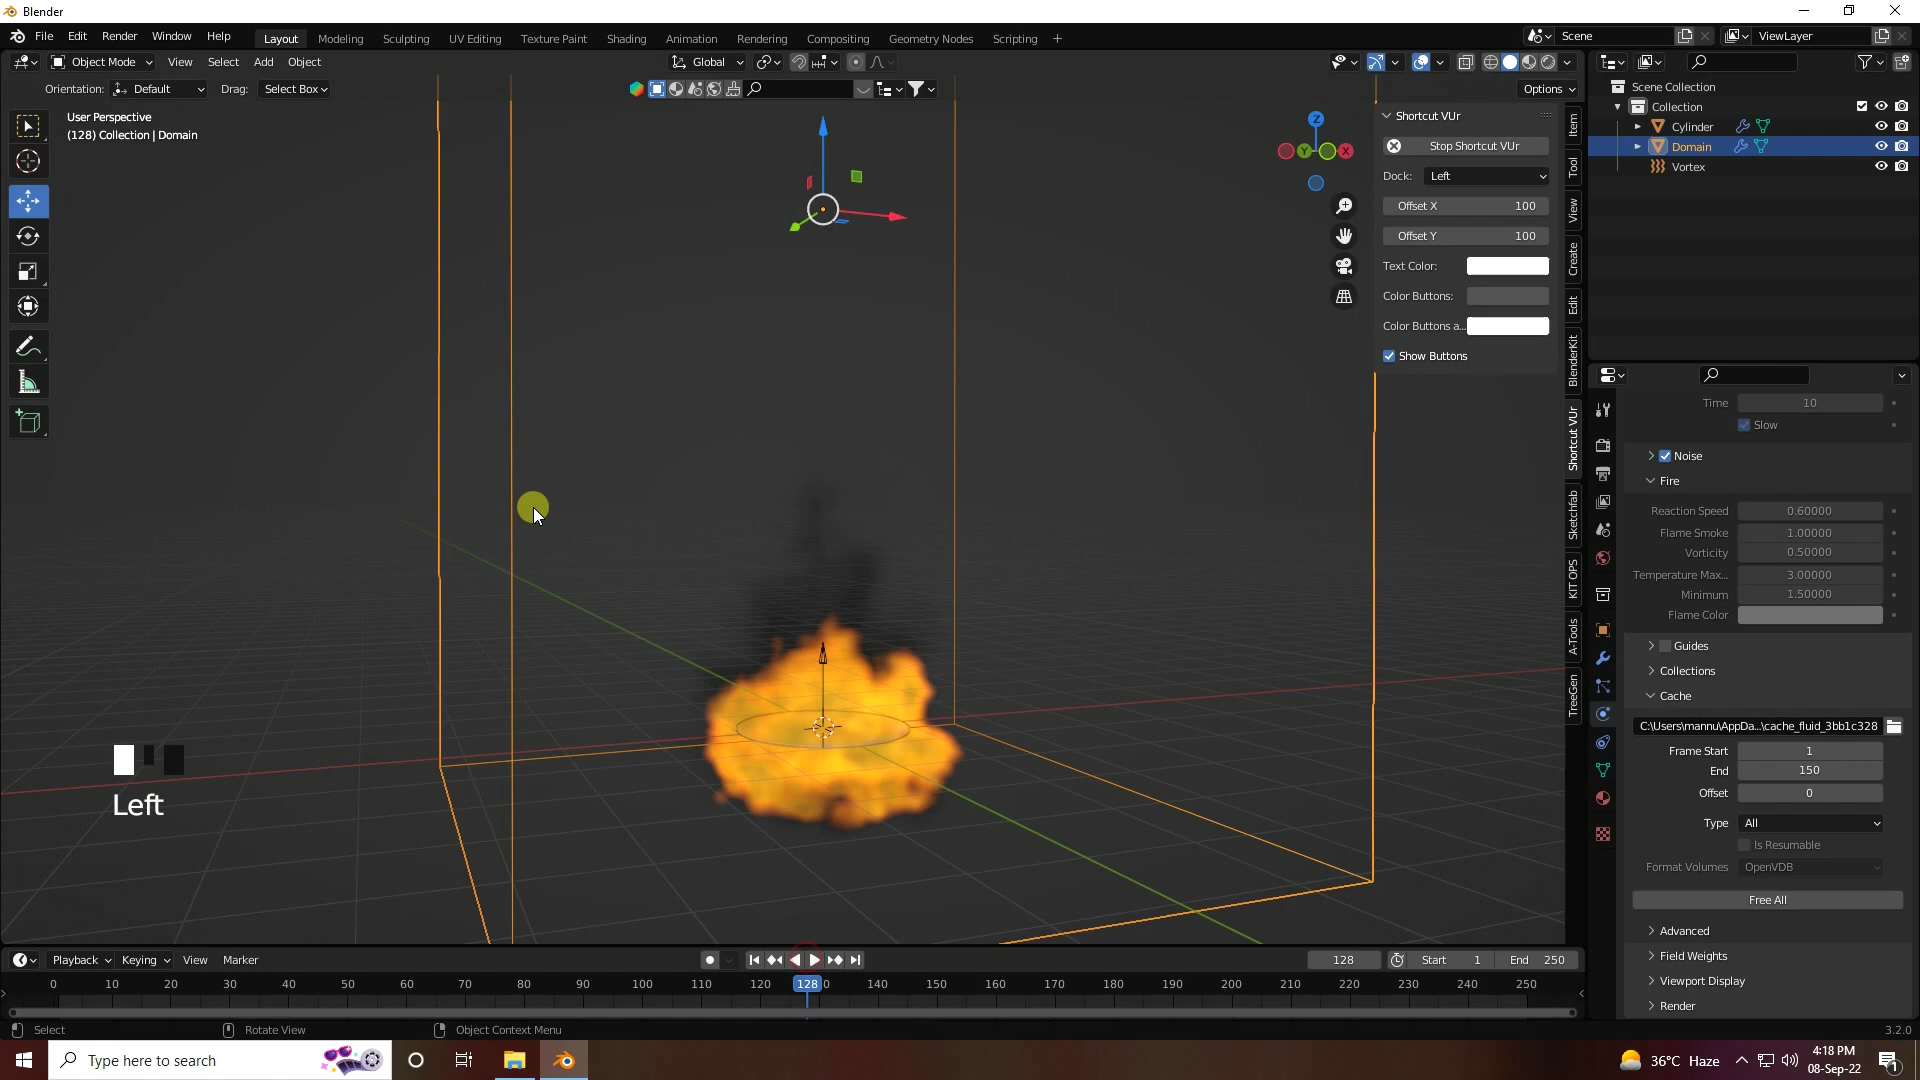 Blender
File Edit Render Window Help
Layout Modeling Sculpting UV Editing Texture Paint Shading Animation Rendering Compositing Geometry Nodes Scripting +
Scene
ViewLayer
Object Mode View Select Add Object
Global
Orientation: Default Drag: Select Box
Options
User Perspective
(128) Collection | Domain
Z
Y
X
Shortcut VUr
Stop Shortcut VUr
Dock: Left
Offset X 100
Offset Y 100
Text Color:
Color Buttons:
Color Buttons a...
Show Buttons
Item
Tool
View
Create
Edit
BlenderKit
Shortcut VUr
Sketchfab
KIT OPS
A-Tools
TreeGen
Scene Collection
Collection
Cylinder
Domain
Vortex
Time 10
Slow
Noise
Fire
Reaction Speed 0.60000
Flame Smoke 1.00000
Vorticity 0.50000
Temperature Max... 3.00000
Minimum 1.50000
Flame Color
Guides
Collections
Cache
C:\Users\mannu\AppDa...\cache_fluid_3bb1c328
Frame Start 1
End 150
Offset 0
Type All
Is Resumable
Format Volumes OpenVDB
Free All
Advanced
Field Weights
Viewport Display
Render
Left
Playback Keying View Marker
128 Start 1 End 250
0 10 20 30 40 50 60 70 80 90 100 110 120 128 0 140 150 160 170 180 190 200 210 220 230 240 250
Select Rotate View Object Context Menu
3.2.0
Type here to search
36°C Haze
4:18 PM
08-Sep-22
1